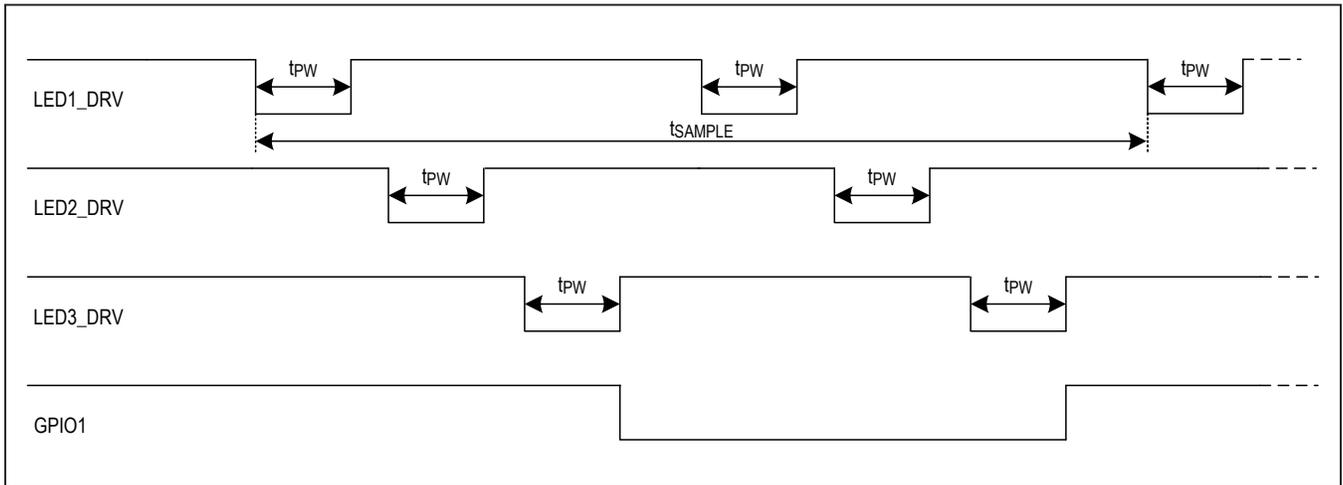 tPW tPW tPW
LED1_DRV
tSAMPLE
tPW tPW
LED2_DRV
tPW tPW
LED3_DRV
GPIO1